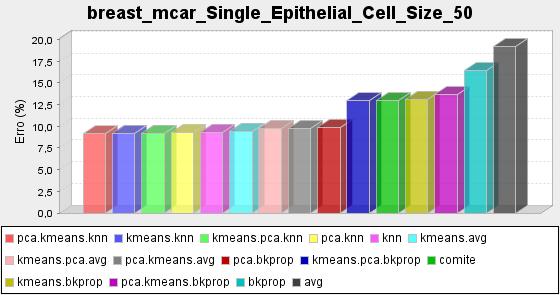 breast_mcar_Single_Epithelial_Cell_Size_50
20,0
17,5
15,0
12,5
10,0
7,5
5,0
2,5
0,0
Erro (%)
pca.kmeans.knn kmeans.knn kmeans.pca.knn pca.knn knn kmeans.avg
kmeans.pca.avg pca.kmeans.avg pca.bkprop kmeans.pca.bkprop comite
kmeans.bkprop pca.kmeans.bkprop bkprop avg